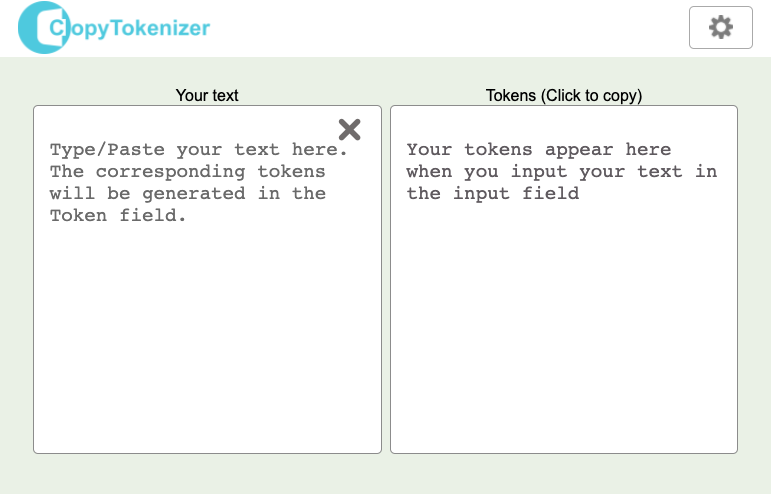 CopyTokenizer
Your text
Type/Paste your text here.
The corresponding tokens
will be generated in the
Token field.
Tokens (Click to copy)
Your tokens appear here
when you input your text in
the input field